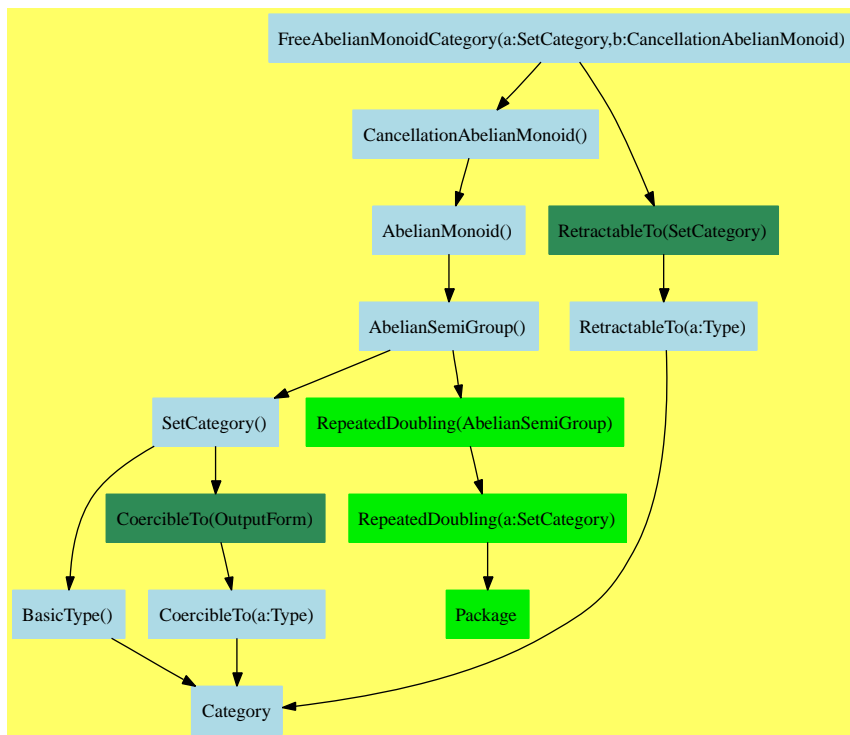 FreeAbelianMonoidCategory(a:SetCategory,b:CancellationAbelianMonoid)
CancellationAbelianMonoid()
AbelianMonoid()
RetractableTo(SetCategory)
AbelianSemiGroup()
RetractableTo(a:Type)
SetCategory()
RepeatedDoubling(AbelianSemiGroup)
CoercibleTo(OutputForm)
RepeatedDoubling(a:SetCategory)
BasicType()
CoercibleTo(a:Type)
Package
Category